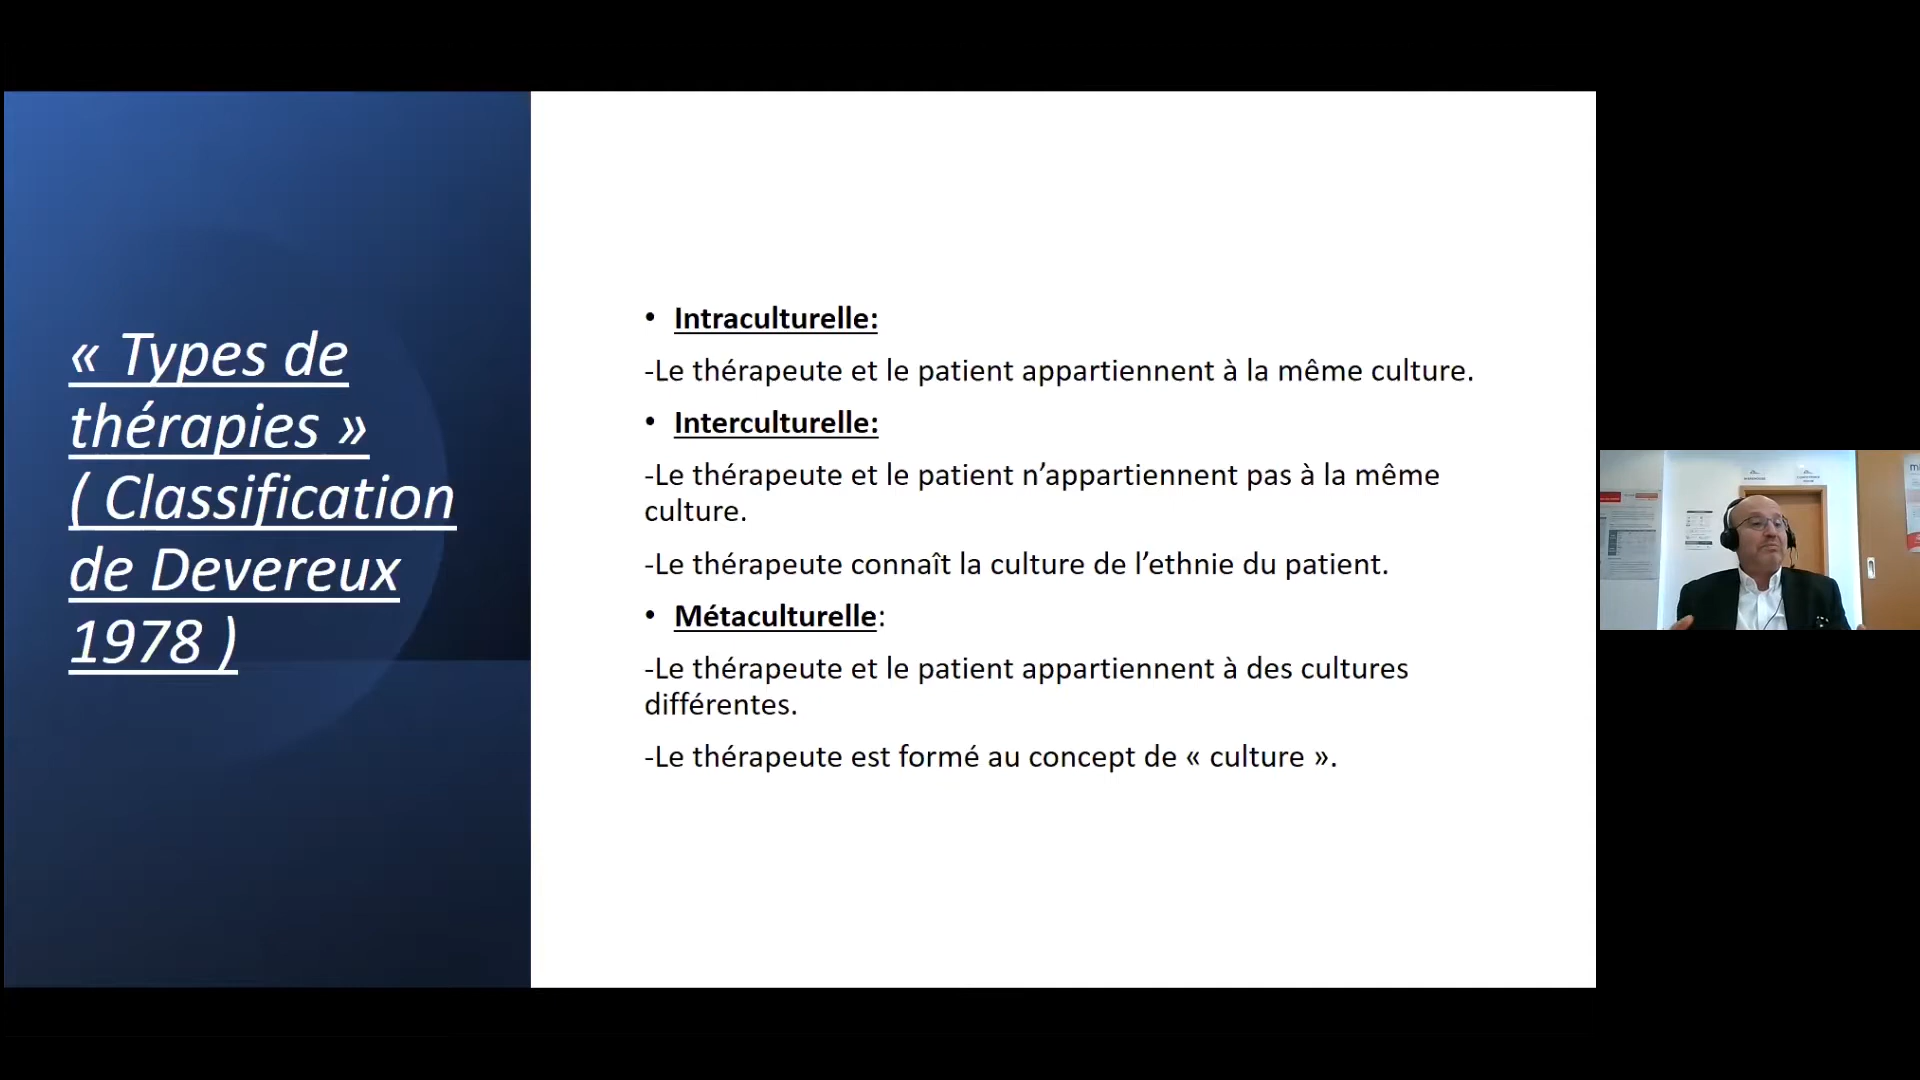 « Types de
thérapies »
( Classification
de Devereux
1978 )
• Intraculturelle:
-Le thérapeute et le patient appartiennent à la même culture.
• Interculturelle:
-Le thérapeute et le patient n’appartiennent pas à la même
culture.
-Le thérapeute connaît la culture de l’ethnie du patient.
• Métaculturelle:
-Le thérapeute et le patient appartiennent à des cultures
différentes.
-Le thérapeute est formé au concept de « culture ».